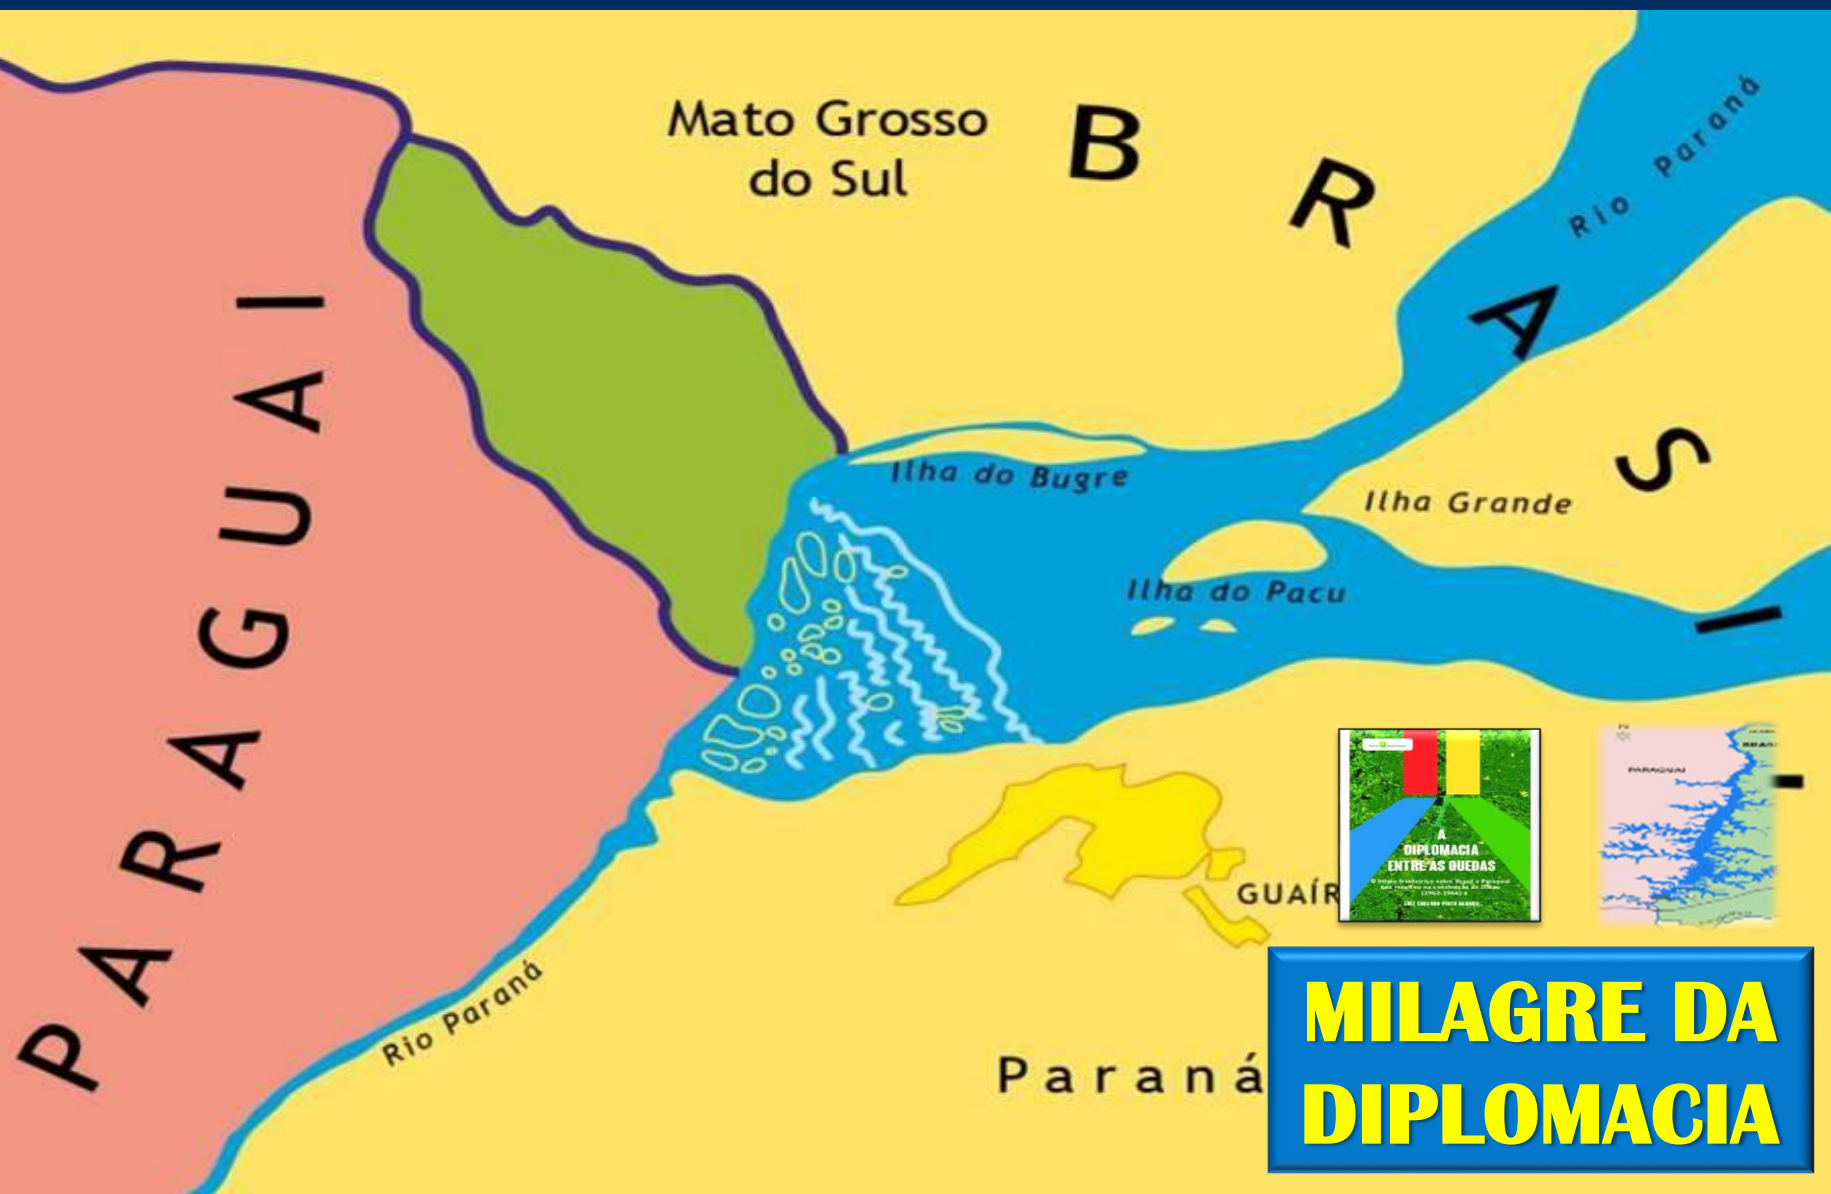 Mato Grosso
do Sul
BRASIL
Rio Paraná
PARAGUAI
Ilha do Bugre
Ilha Grande
Ilha do Pacu
GUAÍR
Rio Paraná
Paraná
A
DIPLOMACIA
ENTRE AS QUEDAS
PARAGUAI
MILAGRE DA
DIPLOMACIA